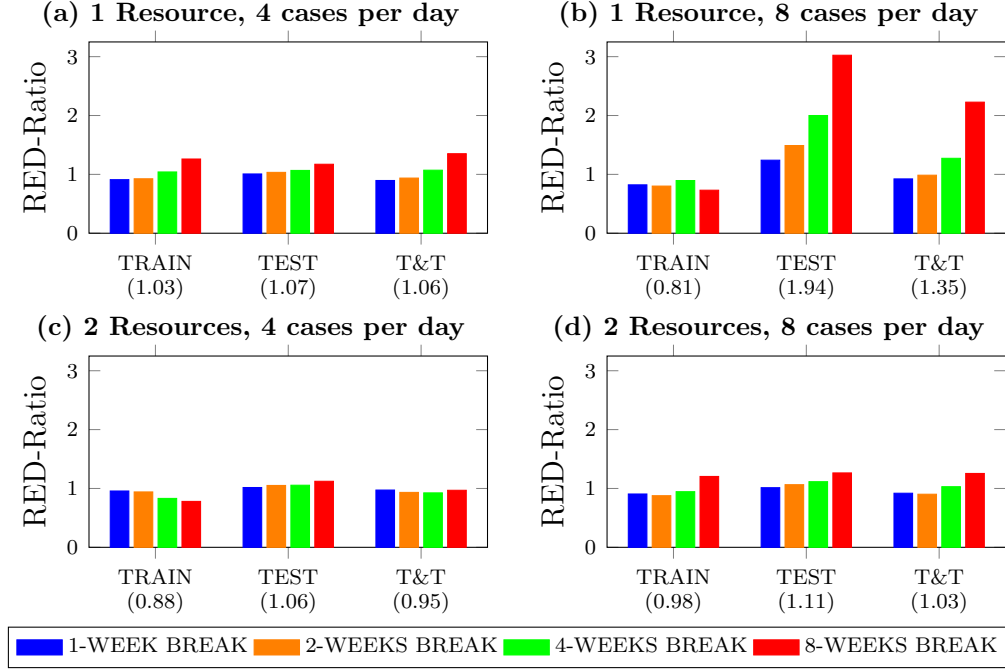 (a) 1 Resource, 4 cases per day
RED-Ratio
3
2
1
0
TRAIN
(1.03)
TEST
(1.07)
T&T
(1.06)
(b) 1 Resource, 8 cases per day
RED-Ratio
3
2
1
0
TRAIN
(0.81)
TEST
(1.94)
T&T
(1.35)
(c) 2 Resources, 4 cases per day
RED-Ratio
3
2
1
0
TRAIN
(0.88)
TEST
(1.06)
T&T
(0.95)
(d) 2 Resources, 8 cases per day
RED-Ratio
3
2
1
0
TRAIN
(0.98)
TEST
(1.11)
T&T
(1.03)
1-WEEK BREAK
2-WEEKS BREAK
4-WEEKS BREAK
8-WEEKS BREAK